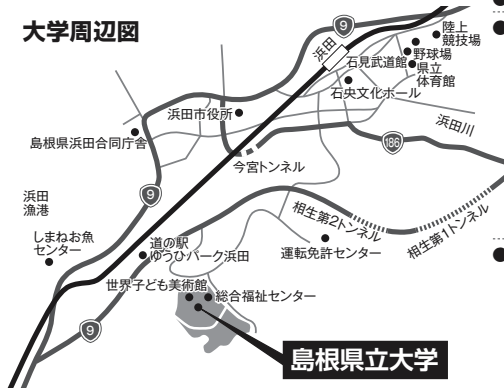 大学周辺図
9
陸上
競技場
浜田
野球場
石見武道館
県立
体育館
石央文化ホール
浜田市役所
浜田川
島根県浜田合同庁舎
186
今宮トンネル
9
浜田
漁港
相生第2トンネル
相生第1トンネル
しまねお魚
センター
道の駅
ゆうひパーク浜田
運転免許センター
世界子ども美術館
総合福祉センター
9
島根県立大学